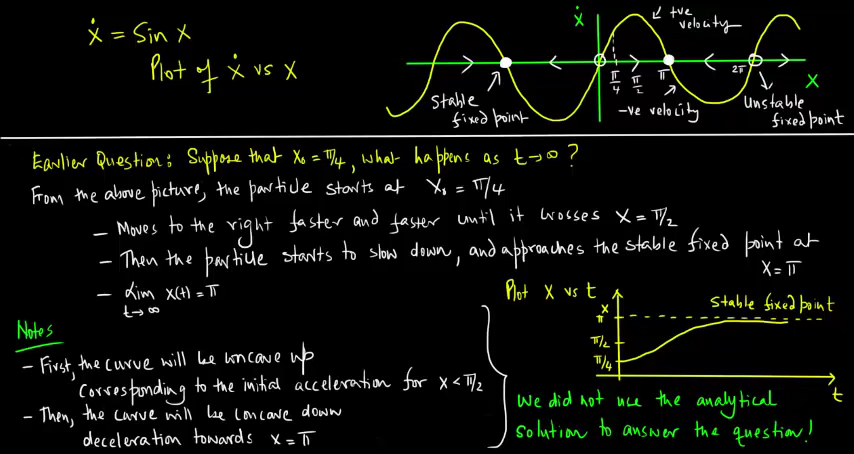 ẋ = Sin x
Plot of ẋ vs x
ẋ
+ve velocity
π/4
π/2
π
2π
x
Stable fixed point
-ve velocity
Unstable fixed point
Earlier Question: Suppose that x₀ = π/4, what happens as t→∞?
From the above picture, the particle starts at x₀ = π/4
– Moves to the right faster and faster until it crosses x = π/2
– Then the particle starts to slow down, and approaches the stable fixed point at x = π
– Lim x(t) = π
t→∞
Notes
– First, the curve will be concave up
corresponding to the initial acceleration for x < π/2
– Then, the curve will be concave down
deceleration towards x = π
Plot x vs t
x
Stable fixed point
π
π/2
π/4
t
We did not use the analytical
solution to answer the question!